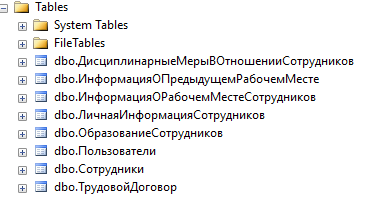 Tables
System Tables
FileTables
dbo.ДисциплинарныеМерыВОтношенииСотрудников
dbo.ИнформацияОПредыдущемРабочемМесте
dbo.ИнформацияОРабочемМестеСотрудников
dbo.ЛичнаяИнформацияСотрудников
dbo.ОбразованиеСотрудников
dbo.Пользователи
dbo.Сотрудники
dbo.ТрудовойДоговор